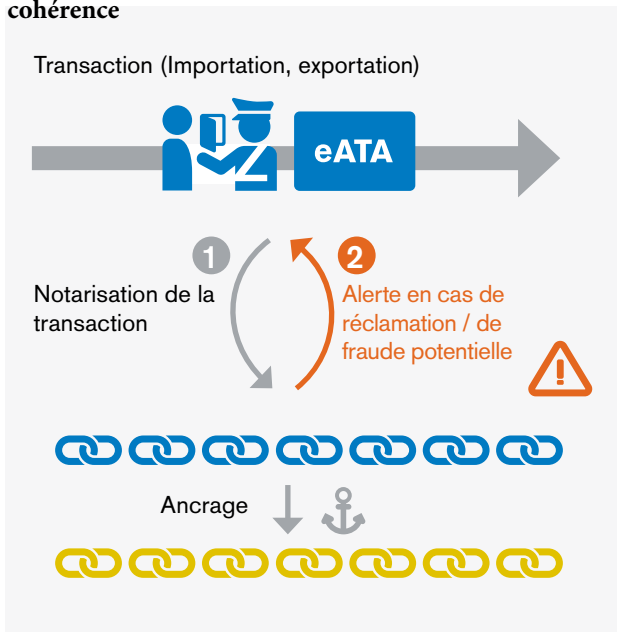 cohérence
Transaction (Importation, exportation)
eATA
1
2
Notarisation de la
transaction
Alerte en cas de
réclamation / de
fraude potentielle
!
Ancrage